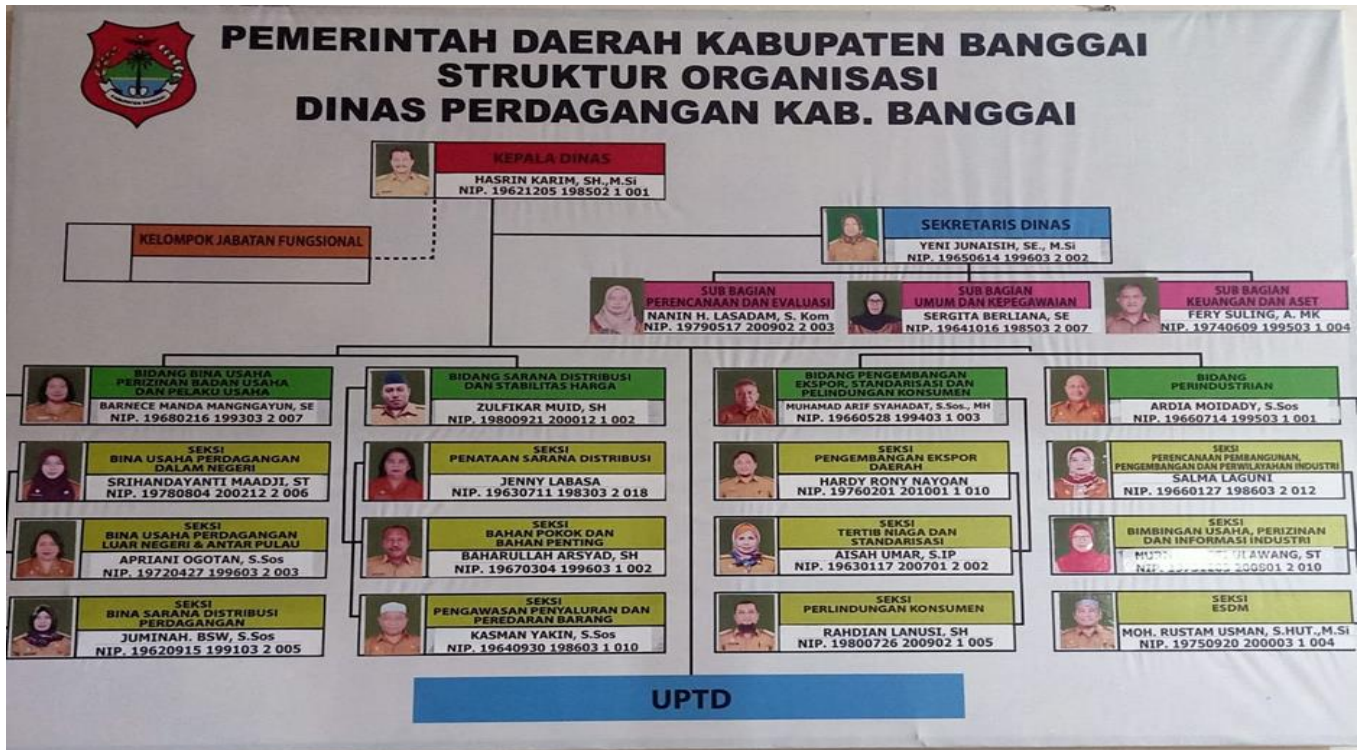 PEMERINTAH DAERAH KABUPATEN BANGGAI
STRUKTUR ORGANISASI
DINAS PERDAGANGAN KAB. BANGGAI
KEPALA DINAS
HASRIN KARIM, SH.,M.Si
NIP. 19621205 198502 1 001
KELOMPOK JABATAN FUNGSIONAL
SEKRETARIS DINAS
YENI JUNAISIH, SE., M.Si
NIP. 19650614 199603 2 002
SUB BAGIAN
PERENCANAAN DAN EVALUASI
NANIN H. LASADAM, S. Kom
NIP. 19790517 200902 2 003
SUB BAGIAN
UMUM DAN KEPEGAWAIAN
SERGITA BERLIANA, SE
NIP. 19641016 198503 2 007
SUB BAGIAN
KEUANGAN DAN ASET
FERY SULING, A. MK
NIP. 19740609 199503 1 004
BIDANG BINA USAHA
PERIZINAN BADAN USAHA
DAN PELAKU USAHA
BARNECE MANDA MANGNGAYUN, SE
NIP. 19680216 199303 2 007
SEKSI
BINA USAHA PERDAGANGAN
DALAM NEGERI
SRIHANDAYANTI MAADJI, ST
NIP. 19780804 200212 2 006
SEKSI
BINA USAHA PERDAGANGAN
LUAR NEGERI & ANTAR PULAU
APRIANI OGOTAN, S.Sos
NIP. 19720427 199603 2 003
SEKSI
BINA SARANA DISTRIBUSI
PERDAGANGAN
JUMINAH. BSW, S.Sos
NIP. 19620915 199103 2 005
BIDANG SARANA DISTRIBUSI
DAN STABILITAS HARGA
ZULFIKAR MUID, SH
NIP. 19800921 200012 1 002
SEKSI
PENATAAN SARANA DISTRIBUSI
JENNY LABASA
NIP. 19630711 198303 2 018
SEKSI
BAHAN POKOK DAN
BAHAN PENTING
BAHARULLAH ARSYAD, SH
NIP. 19670304 199603 1 002
SEKSI
PENGAWASAN PENYALURAN DAN
PEREDARAN BARANG
KASMAN YAKIN, S.Sos
NIP. 19640930 198603 1 010
BIDANG PENGEMBANGAN
EKSPOR, STANDARISASI DAN
PELINDUNGAN KONSUMEN
MUHAMAD ARIF SYAHADAT, S.Sos., MH
NIP. 19660528 199403 1 003
SEKSI
PENGEMBANGAN EKSPOR
DAERAH
HARDY RONY NAYOAN
NIP. 19760201 201001 1 010
SEKSI
TERTIB NIAGA DAN
STANDARISASI
AISAH UMAR, S.IP
NIP. 19630117 200701 2 002
SEKSI
PERLINDUNGAN KONSUMEN
RAHDIAN LANUSI, SH
NIP. 19800726 200902 1 005
BIDANG
PERINDUSTRIAN
ARDIA MOIDADY, S.Sos
NIP. 19660714 199503 1 001
SEKSI
PERENCANAAN PEMBANGUNAN,
PENGEMBANGAN DAN PERWILAYAHAN INDUSTRI
SALMA LAGUNI
NIP. 19660127 198603 2 012
SEKSI
BIMBINGAN USAHA, PERIZINAN
DAN INFORMASI INDUSTRI
ST
NIP. 200801 2 010
SEKSI
ESDM
MOH. RUSTAM USMAN, S.HUT.,M.Si
NIP. 19750920 200003 1 004
UPTD